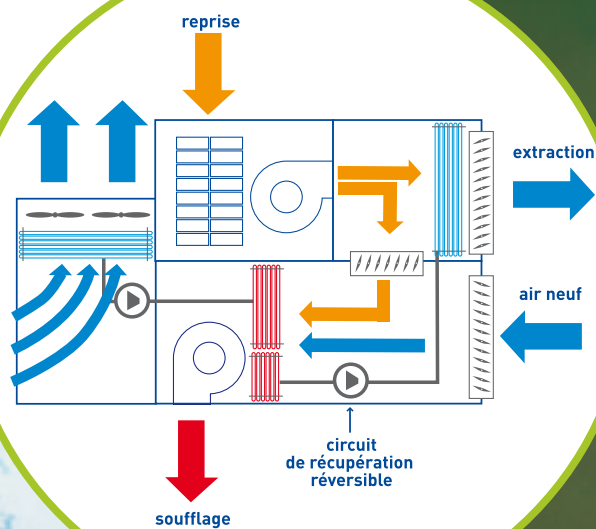 reprise
extraction
air neuf
circuit
de récupération
réversible
soufflage